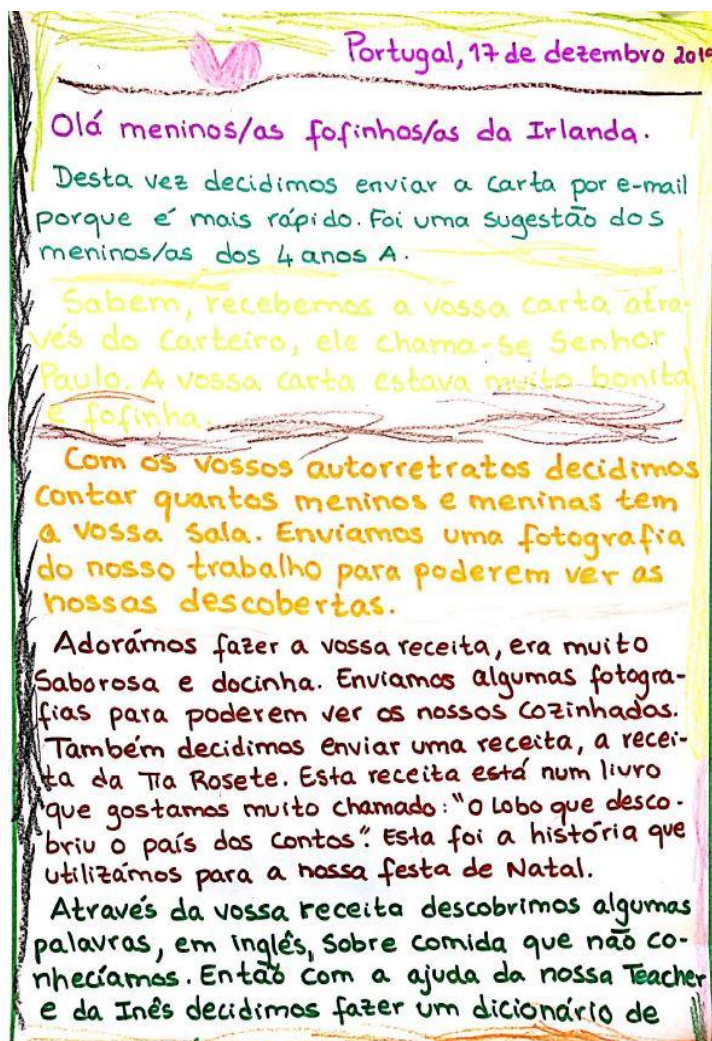 Portugal, 17 de dezembro 2019
Olá meninos/as fofinhos/as da Irlanda.
Desta vez decidimos enviar a carta por e-mail
porque é mais rápido. Foi uma sugestão dos
meninos/as dos 4 anos A.
Sabem, recebemos a vossa carta atra-
vés do Carteiro, ele chama-se Senhor
Paulo. A vossa carta estava muito bonita
e fofinha.
Com os vossos autorretratos decidimos
contar quantos meninos e meninas tem
a vossa sala. Enviamos uma fotografia
do nosso trabalho para poderem ver as
nossas descobertas.
Adorámos fazer a vossa receita, era muito
saborosa e docinha. Enviamos algumas fotogra-
fias para poderem ver os nossos cozinhados.
Também decidimos enviar uma receita, a recei-
ta da Tia Rosete. Esta receita está num livro
que gostamos muito chamado: "O Lobo que desco-
briu o país dos contos". Esta foi a história que
utilizámos para a nossa festa de Natal.
Através da vossa receita descobrimos algumas
palavras, em inglês, sobre comida que não co-
nhecíamos. Então com a ajuda da nossa Teacher
e da Inês decidimos fazer um dicionário de